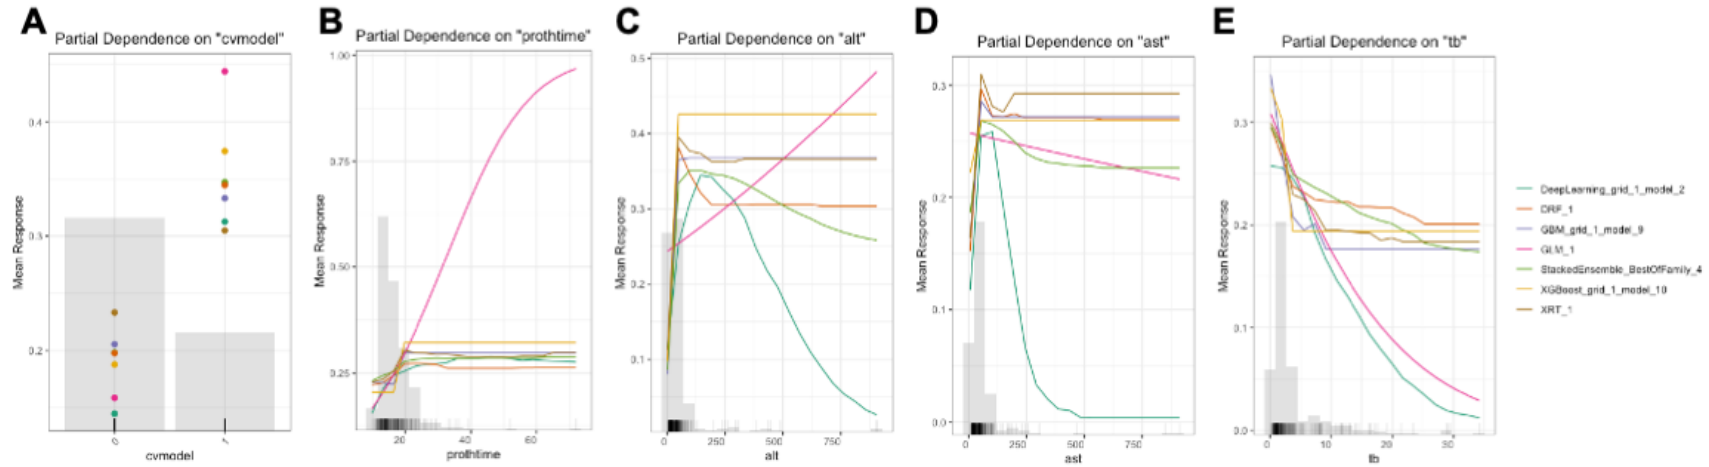 A
Partial Dependence on "cvmodel"
0.4
0.3
0.2
Mean Response
0
1
cvmodel
B
Partial Dependence on "prothtime"
1.00
0.75
0.50
0.25
Mean Response
20
40
60
prothtime
C
Partial Dependence on "alt"
0.5
0.4
0.3
0.2
0.1
Mean Response
0
250
500
750
alt
D
Partial Dependence on "ast"
0.3
0.2
0.1
0.0
Mean Response
0
250
500
750
ast
E
Partial Dependence on "tb"
0.3
0.2
0.1
0.0
Mean Response
0
10
20
30
tb
DeepLearning_grid_1_model_2
DRF_1
GBM_grid_1_model_9
GLM_1
StackedEnsemble_BestOfFamily_4
XGBoost_grid_1_model_10
XRT_1